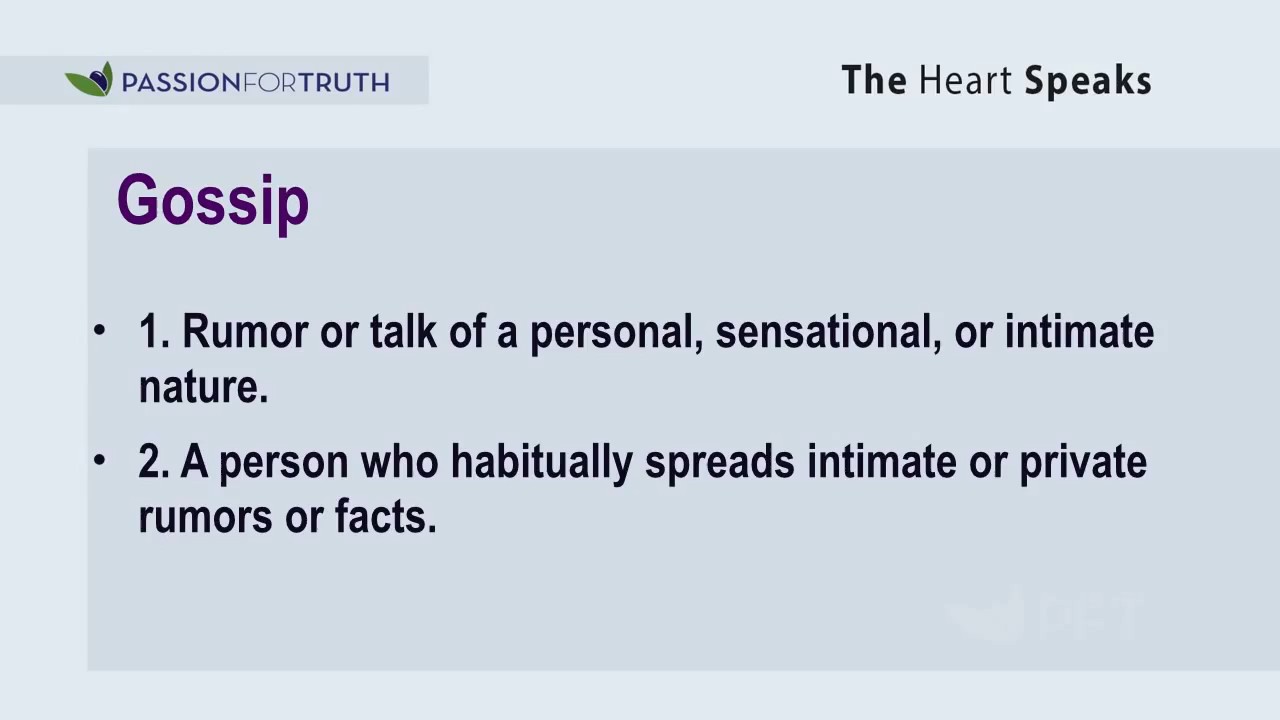 PASSIONFORTRUTH
The Heart Speaks
Gossip
• 1. Rumor or talk of a personal, sensational, or intimate
nature.
• 2. A person who habitually spreads intimate or private
rumors or facts.
PFT